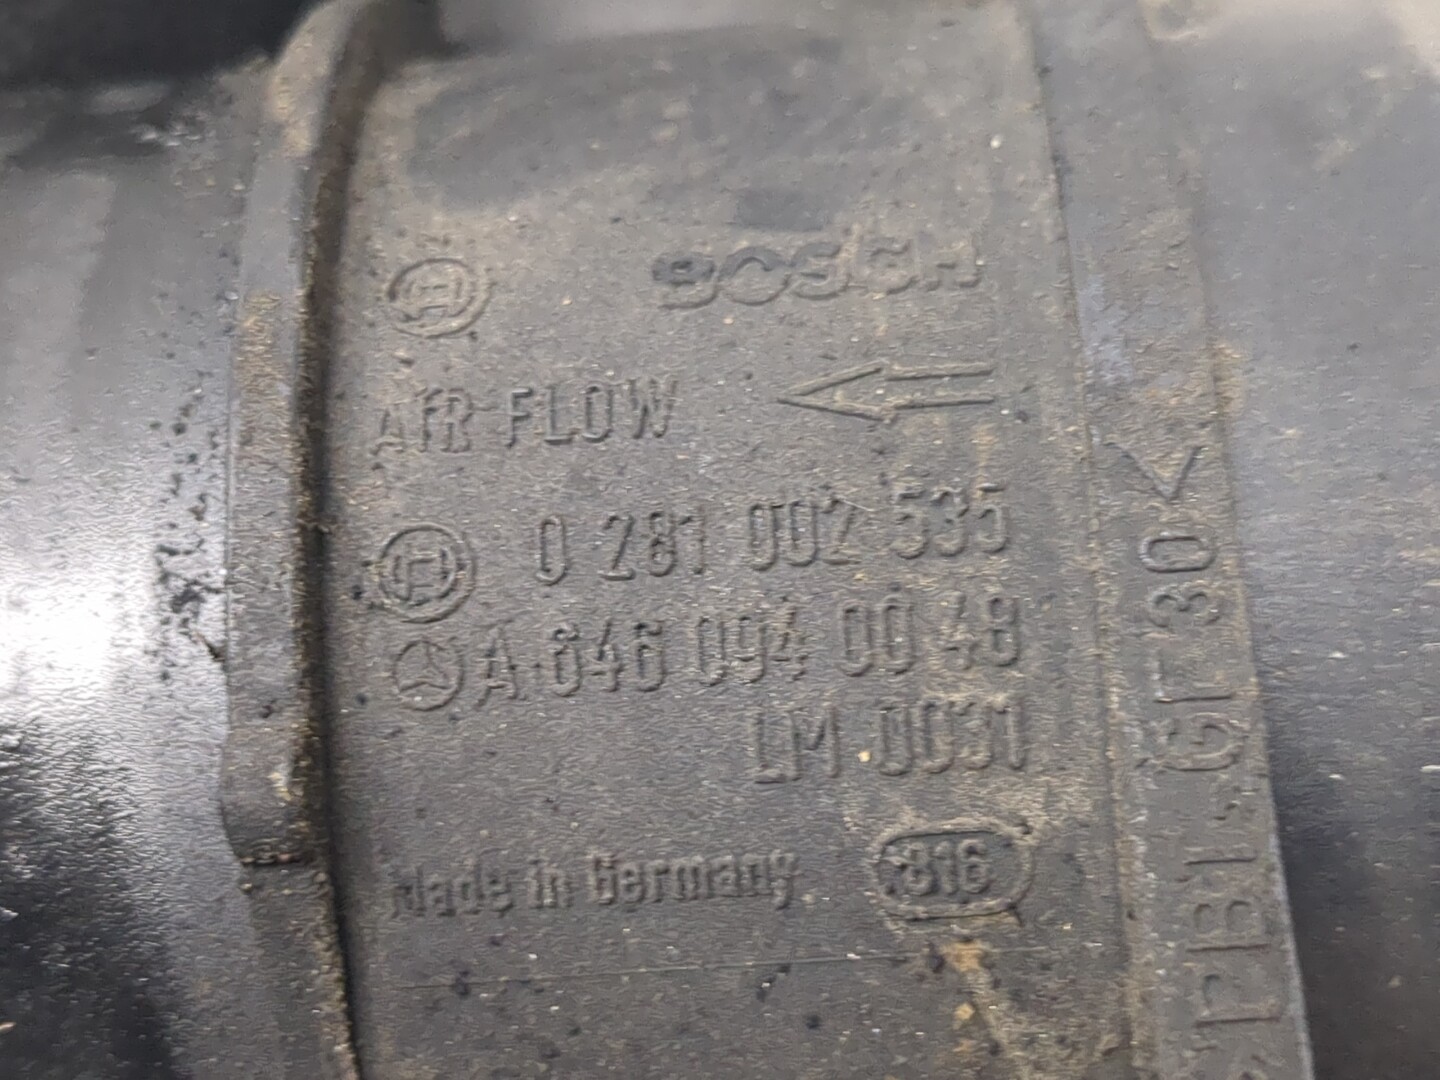 BOSCH
AIR FLOW
0 281 002 535
A 646 094 00 48
LM 0031
Made in Germany 816
>PBT-GF30<